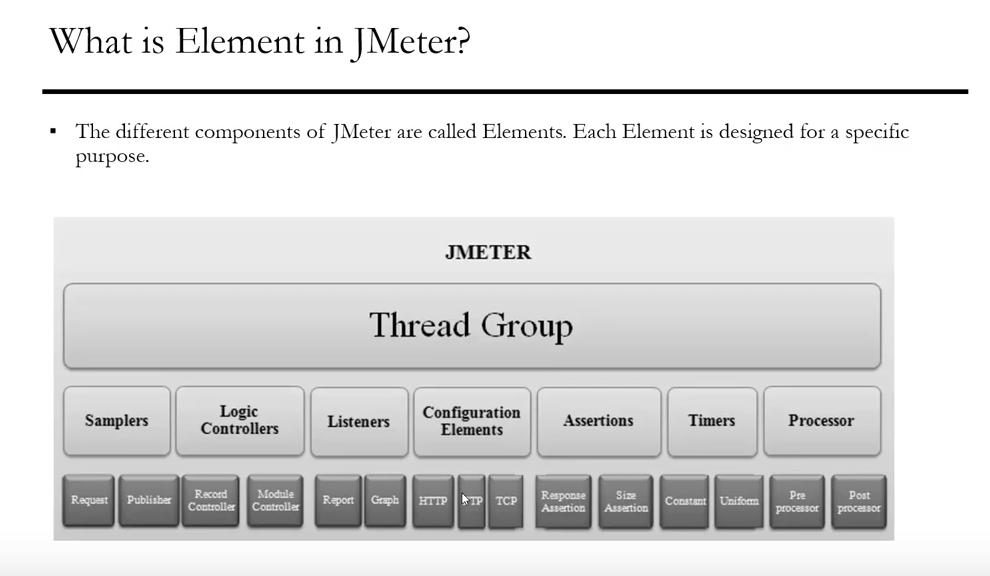 What is Element in JMeter?
▪ The different components of JMeter are called Elements. Each Element is designed for a specific
purpose.
JMETER
Thread Group
Samplers
Logic
Controllers
Listeners
Configuration
Elements
Assertions
Timers
Processor
Request
Publisher
Record
Controller
Module
Controller
Report
Graph
HTTP
TCP
Response
Assertion
Size
Assertion
Constant
Uniform
Pre
processor
Post
processor